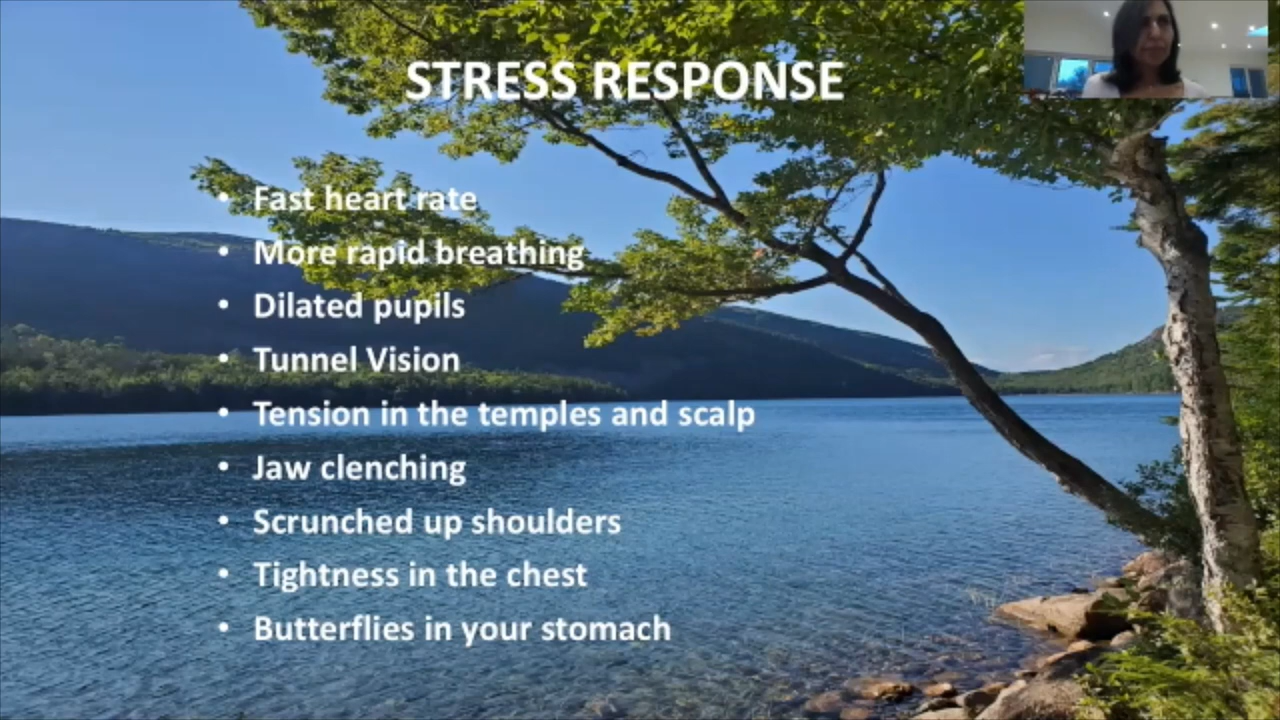 STRESS RESPONSE
• Fast heart rate
• More rapid breathing
• Dilated pupils
• Tunnel Vision
• Tension in the temples and scalp
• Jaw clenching
• Scrunched up shoulders
• Tightness in the chest
• Butterflies in your stomach